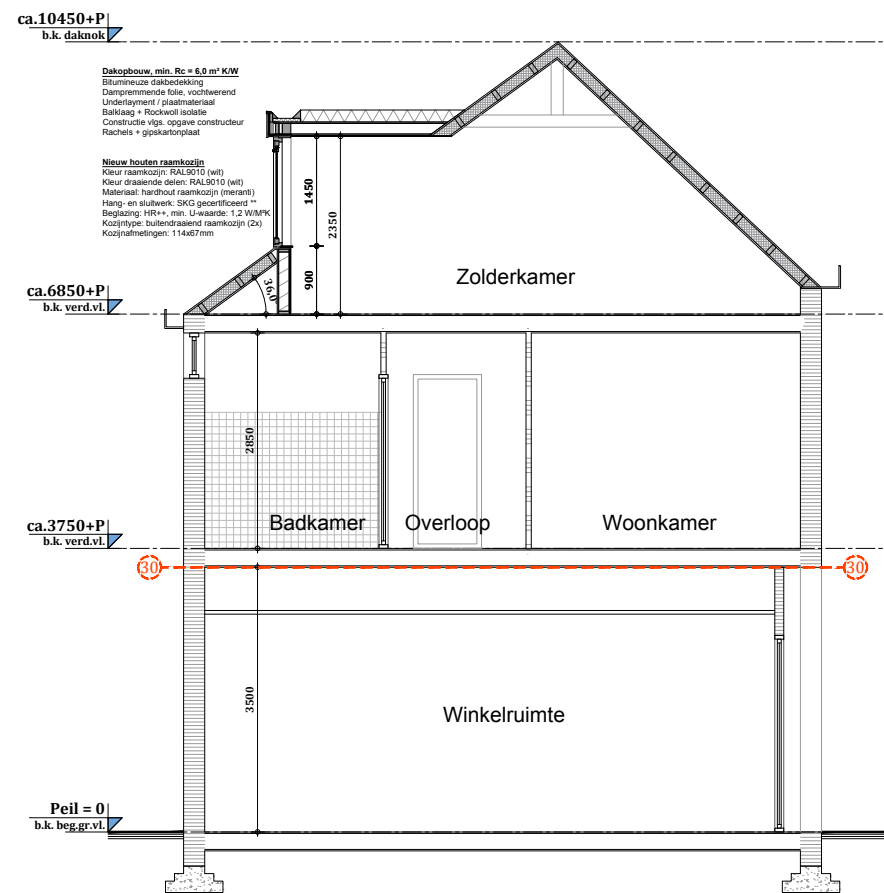 ca.10450+P
b.k. daknok
Dakopbouw, min. Rc = 6,0 m² K/W
Bitumineuze dakbedekking
Dampremmende folie, vochtwerend
Underlayment / plaatmateriaal
Balklaag + Rockwoll isolatie
Constructie vlgs. opgave constructeur
Rachels + gipskartonplaat
Nieuw houten raamkozijn
Kleur raamkozijn: RAL9010 (wit)
Kleur draaiende delen: RAL9010 (wit)
Materiaal: hardhout raamkozijn (meranti)
Hang- en sluitwerk: SKG gecertificeerd **
Beglazing: HR++, min. U-waarde: 1,2 W/M²K
Kozijntype: buitendraaiend raamkozijn (2x)
Kozijnafmetingen: 114x67mm
1450
2350
900
36,0°
Zolderkamer
ca.6850+P
b.k. verd.vl.
2850
Badkamer
Overloop
Woonkamer
ca.3750+P
b.k. verd.vl.
30
30
3500
Winkelruimte
Peil = 0
b.k. beg.gr.vl.